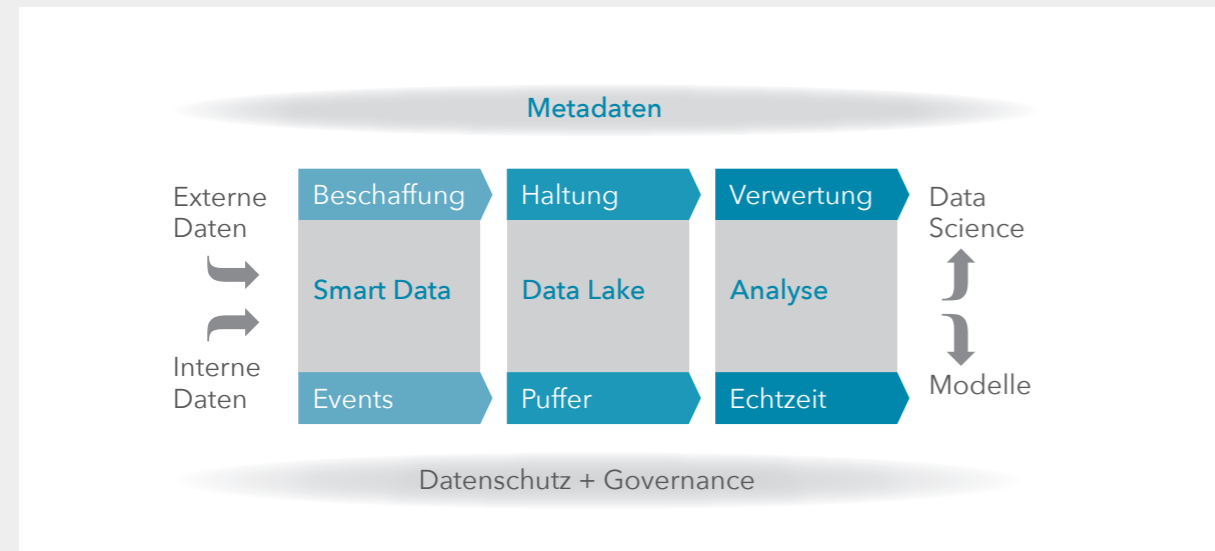 Metadaten
Externe
Daten
Beschaffung
Haltung
Verwertung
Data
Science
Smart Data
Data Lake
Analyse
Interne
Daten
Events
Puffer
Echtzeit
Modelle
Datenschutz + Governance